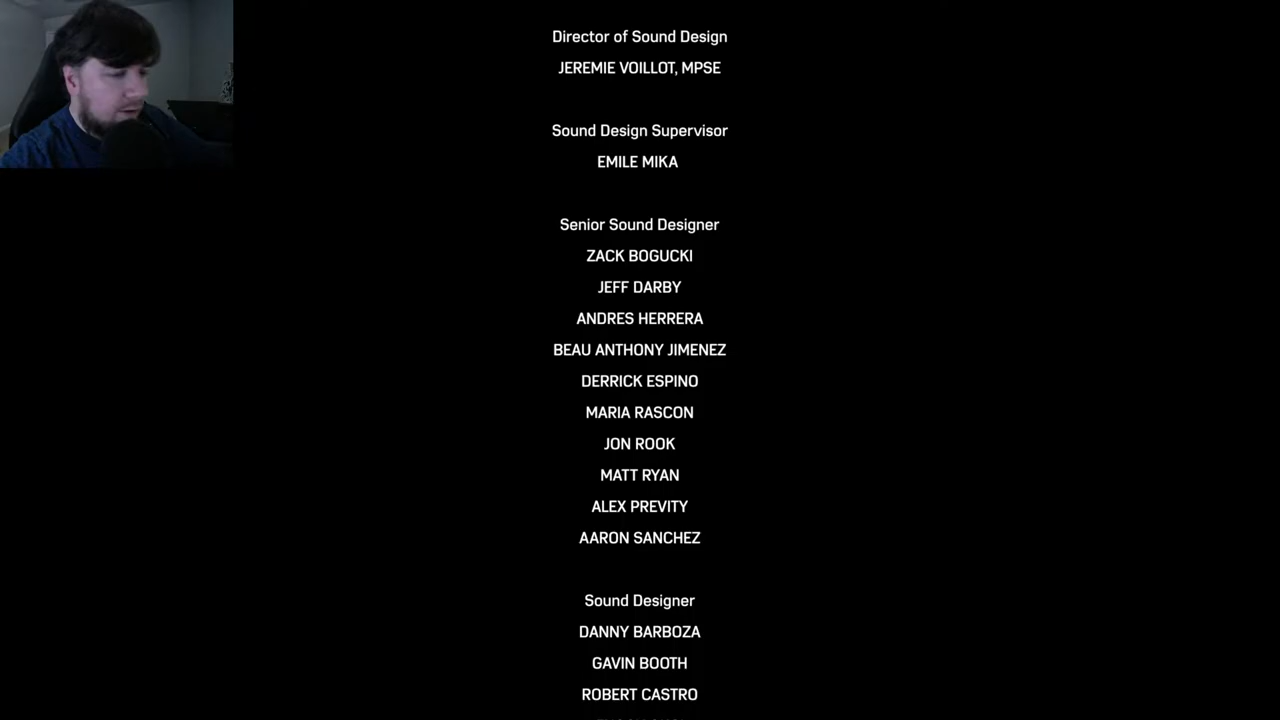 Director of Sound Design
JEREMIE VOILLOT, MPSE
Sound Design Supervisor
EMILE MIKA
Senior Sound Designer
ZACK BOGUCKI
JEFF DARBY
ANDRES HERRERA
BEAU ANTHONY JIMENEZ
DERRICK ESPINO
MARIA RASCON
JON ROOK
MATT RYAN
ALEX PREVITY
AARON SANCHEZ
Sound Designer
DANNY BARBOZA
GAVIN BOOTH
ROBERT CASTRO